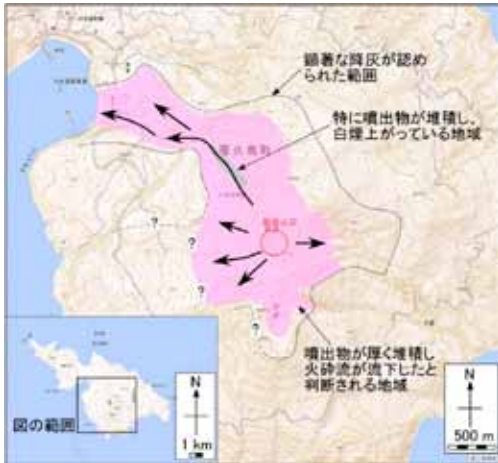 顕著な降灰が認め
られた範囲
特に噴出物が堆積し、
白煙上がっている地域
?
?
?
?
噴出物が厚く堆積し
火砕流が流下したと
判断される地域
図の範囲
N
1 km
N
500 m